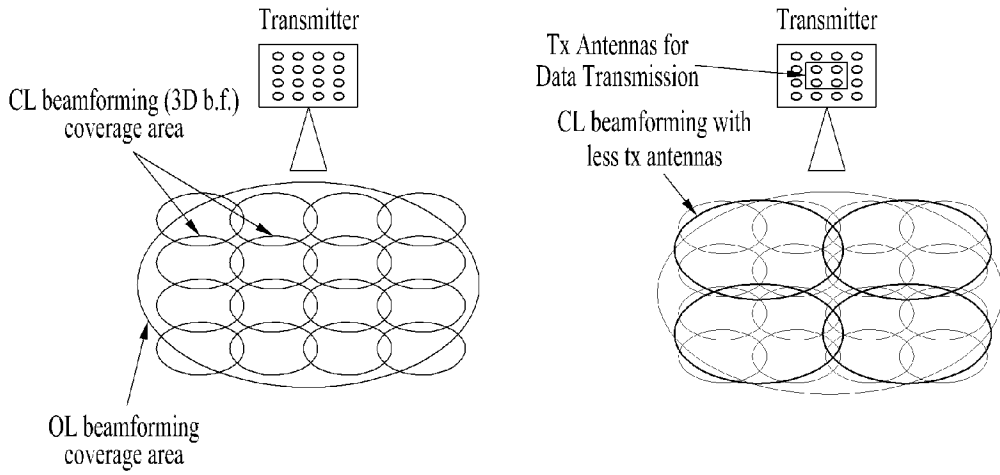 Transmitter
CL beamforming (3D b.f.)
coverage area
OL beamforming
coverage area
Transmitter
Tx Antennas for
Data Transmission
CL beamforming with
less tx antennas